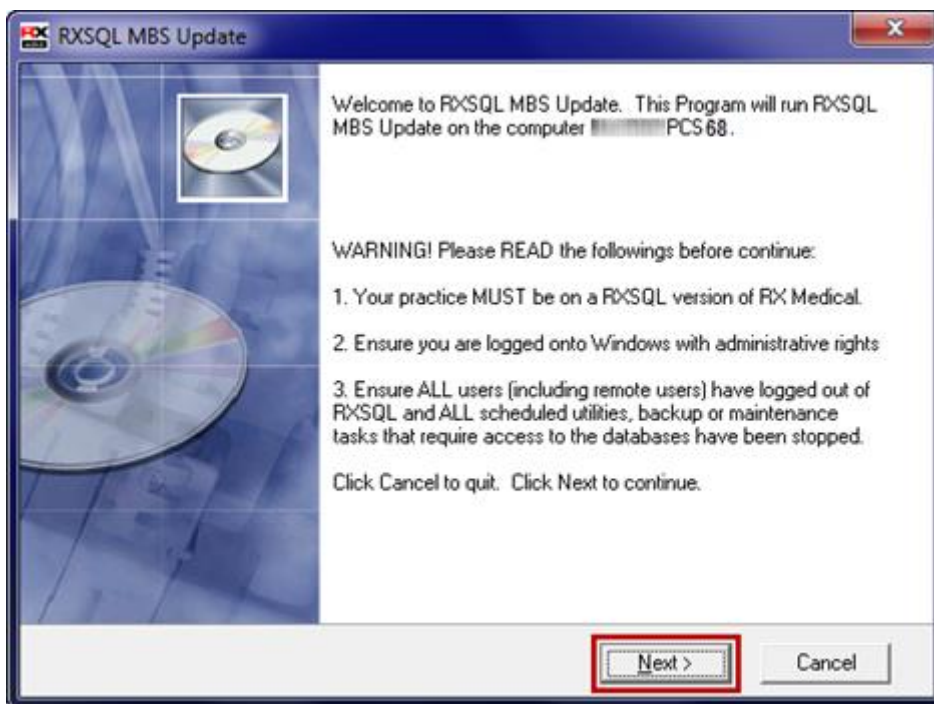 RX RXSQL MBS Update
Welcome to RXSQL MBS Update. This Program will run RXSQL
MBS Update on the computer PCS68.
WARNING! Please READ the followings before continue:
1. Your practice MUST be on a RXSQL version of RX Medical.
2. Ensure you are logged onto Windows with administrative rights
3. Ensure ALL users (including remote users) have logged out of
RXSQL and ALL scheduled utilities, backup or maintenance
tasks that require access to the databases have been stopped.
Click Cancel to quit. Click Next to continue.
Next >
Cancel